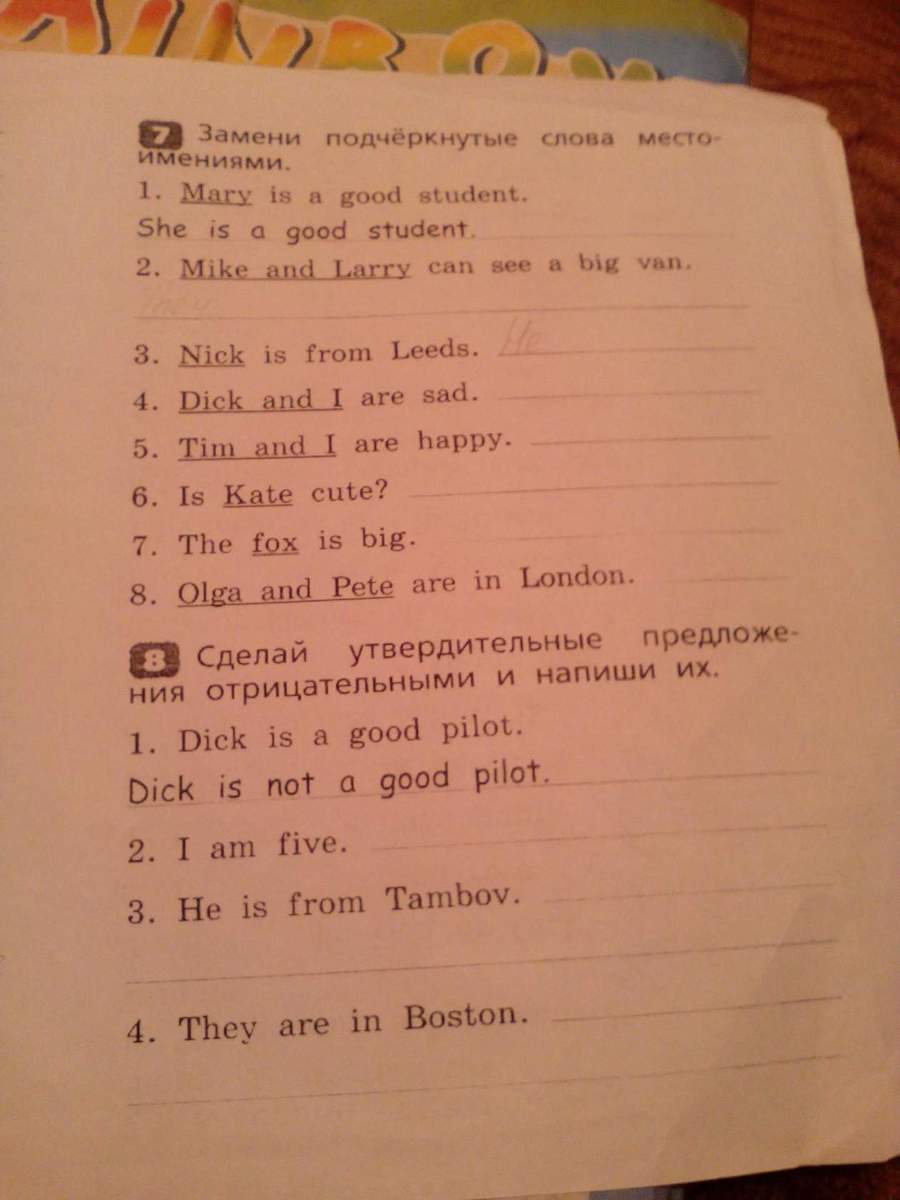 7 Замени подчёркнутые слова место-
имениями.
1. Mary is a good student.
She is a good student.
2. Mike and Larry can see a big van.
They
3. Nick is from Leeds. He
4. Dick and I are sad.
5. Tim and I are happy.
6. Is Kate cute?
7. The fox is big.
8. Olga and Pete are in London.
8 Сделай утвердительные предложе-
ния отрицательными и напиши их.
1. Dick is a good pilot.
Dick is not a good pilot.
2. I am five.
3. He is from Tambov.
4. They are in Boston.